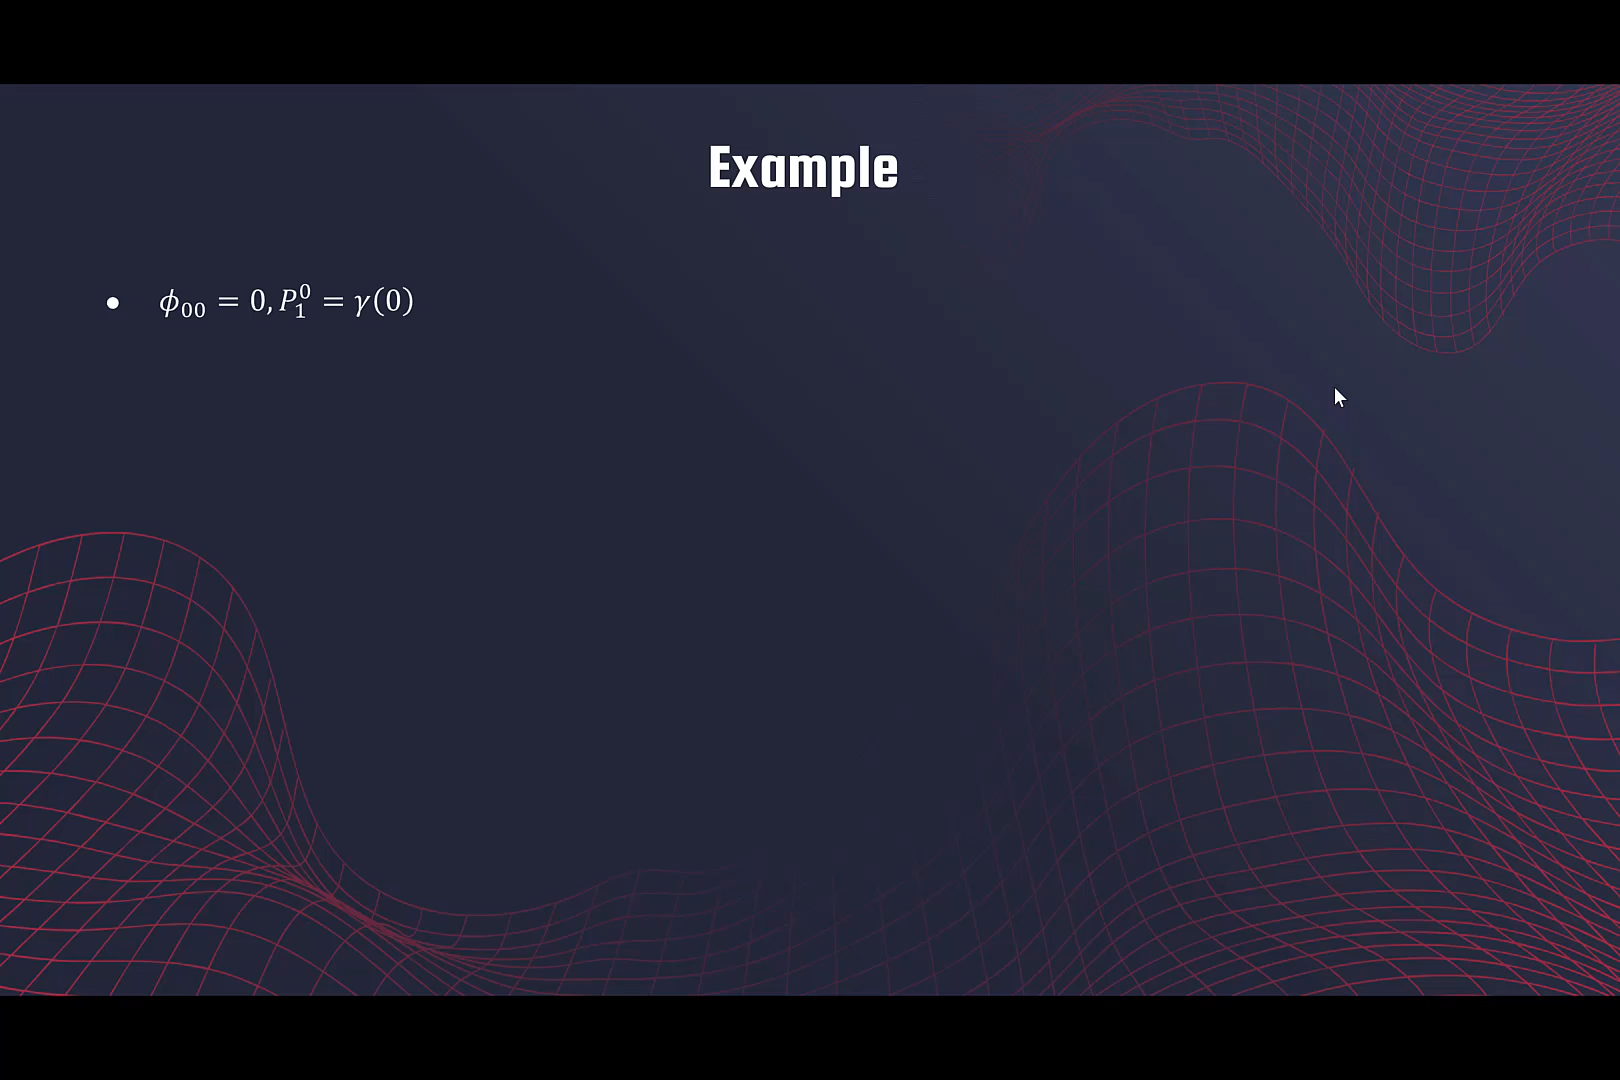 Example
• ϕ₀₀ = 0, P₁⁰ = γ(0)